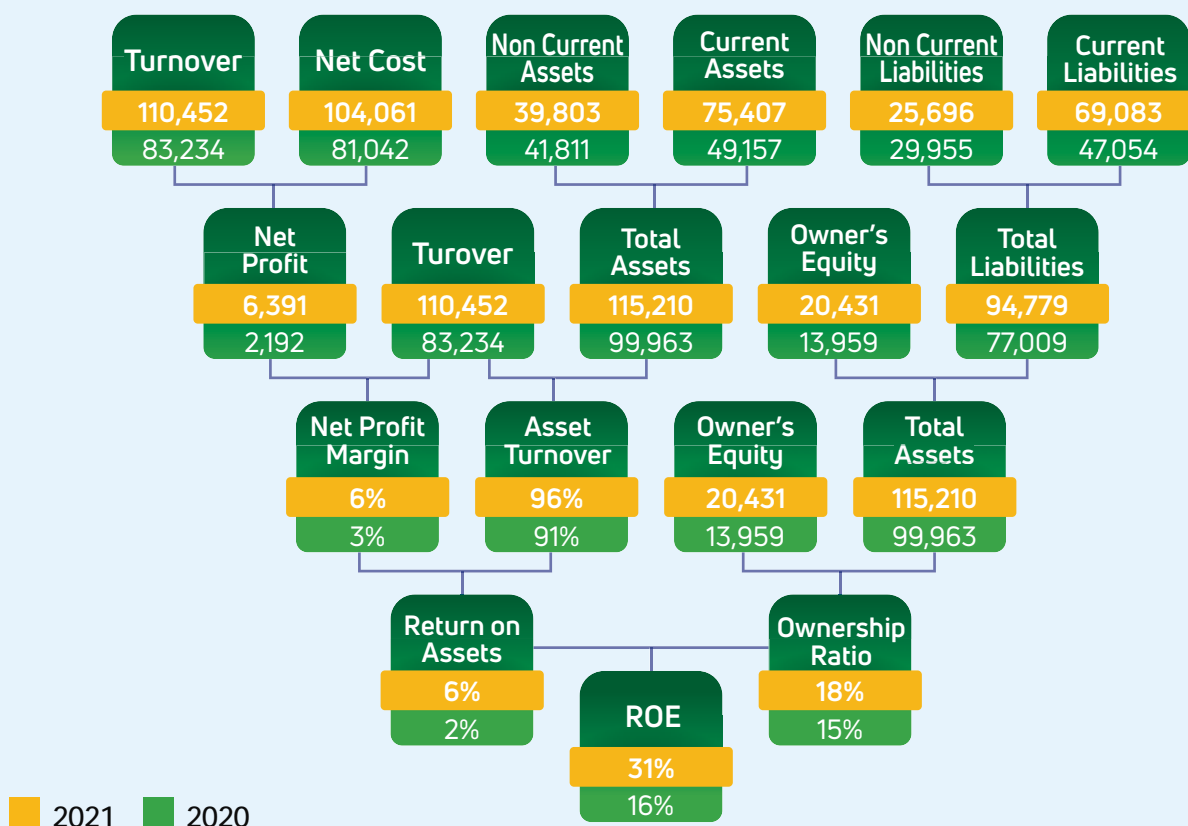 Turnover
110,452
83,234
Net Cost
104,061
81,042
Non Current
Assets
39,803
41,811
Current
Assets
75,407
49,157
Non Current
Liabilities
25,696
29,955
Current
Liabilities
69,083
47,054
Net
Profit
6,391
2,192
Turover
110,452
83,234
Total
Assets
115,210
99,963
Owner's
Equity
20,431
13,959
Total
Liabilities
94,779
77,009
Net Profit
Margin
6%
3%
Asset
Turnover
96%
91%
Owner's
Equity
20,431
13,959
Total
Assets
115,210
99,963
Return on
Assets
6%
2%
Ownership
Ratio
18%
15%
ROE
31%
16%
2021
2020